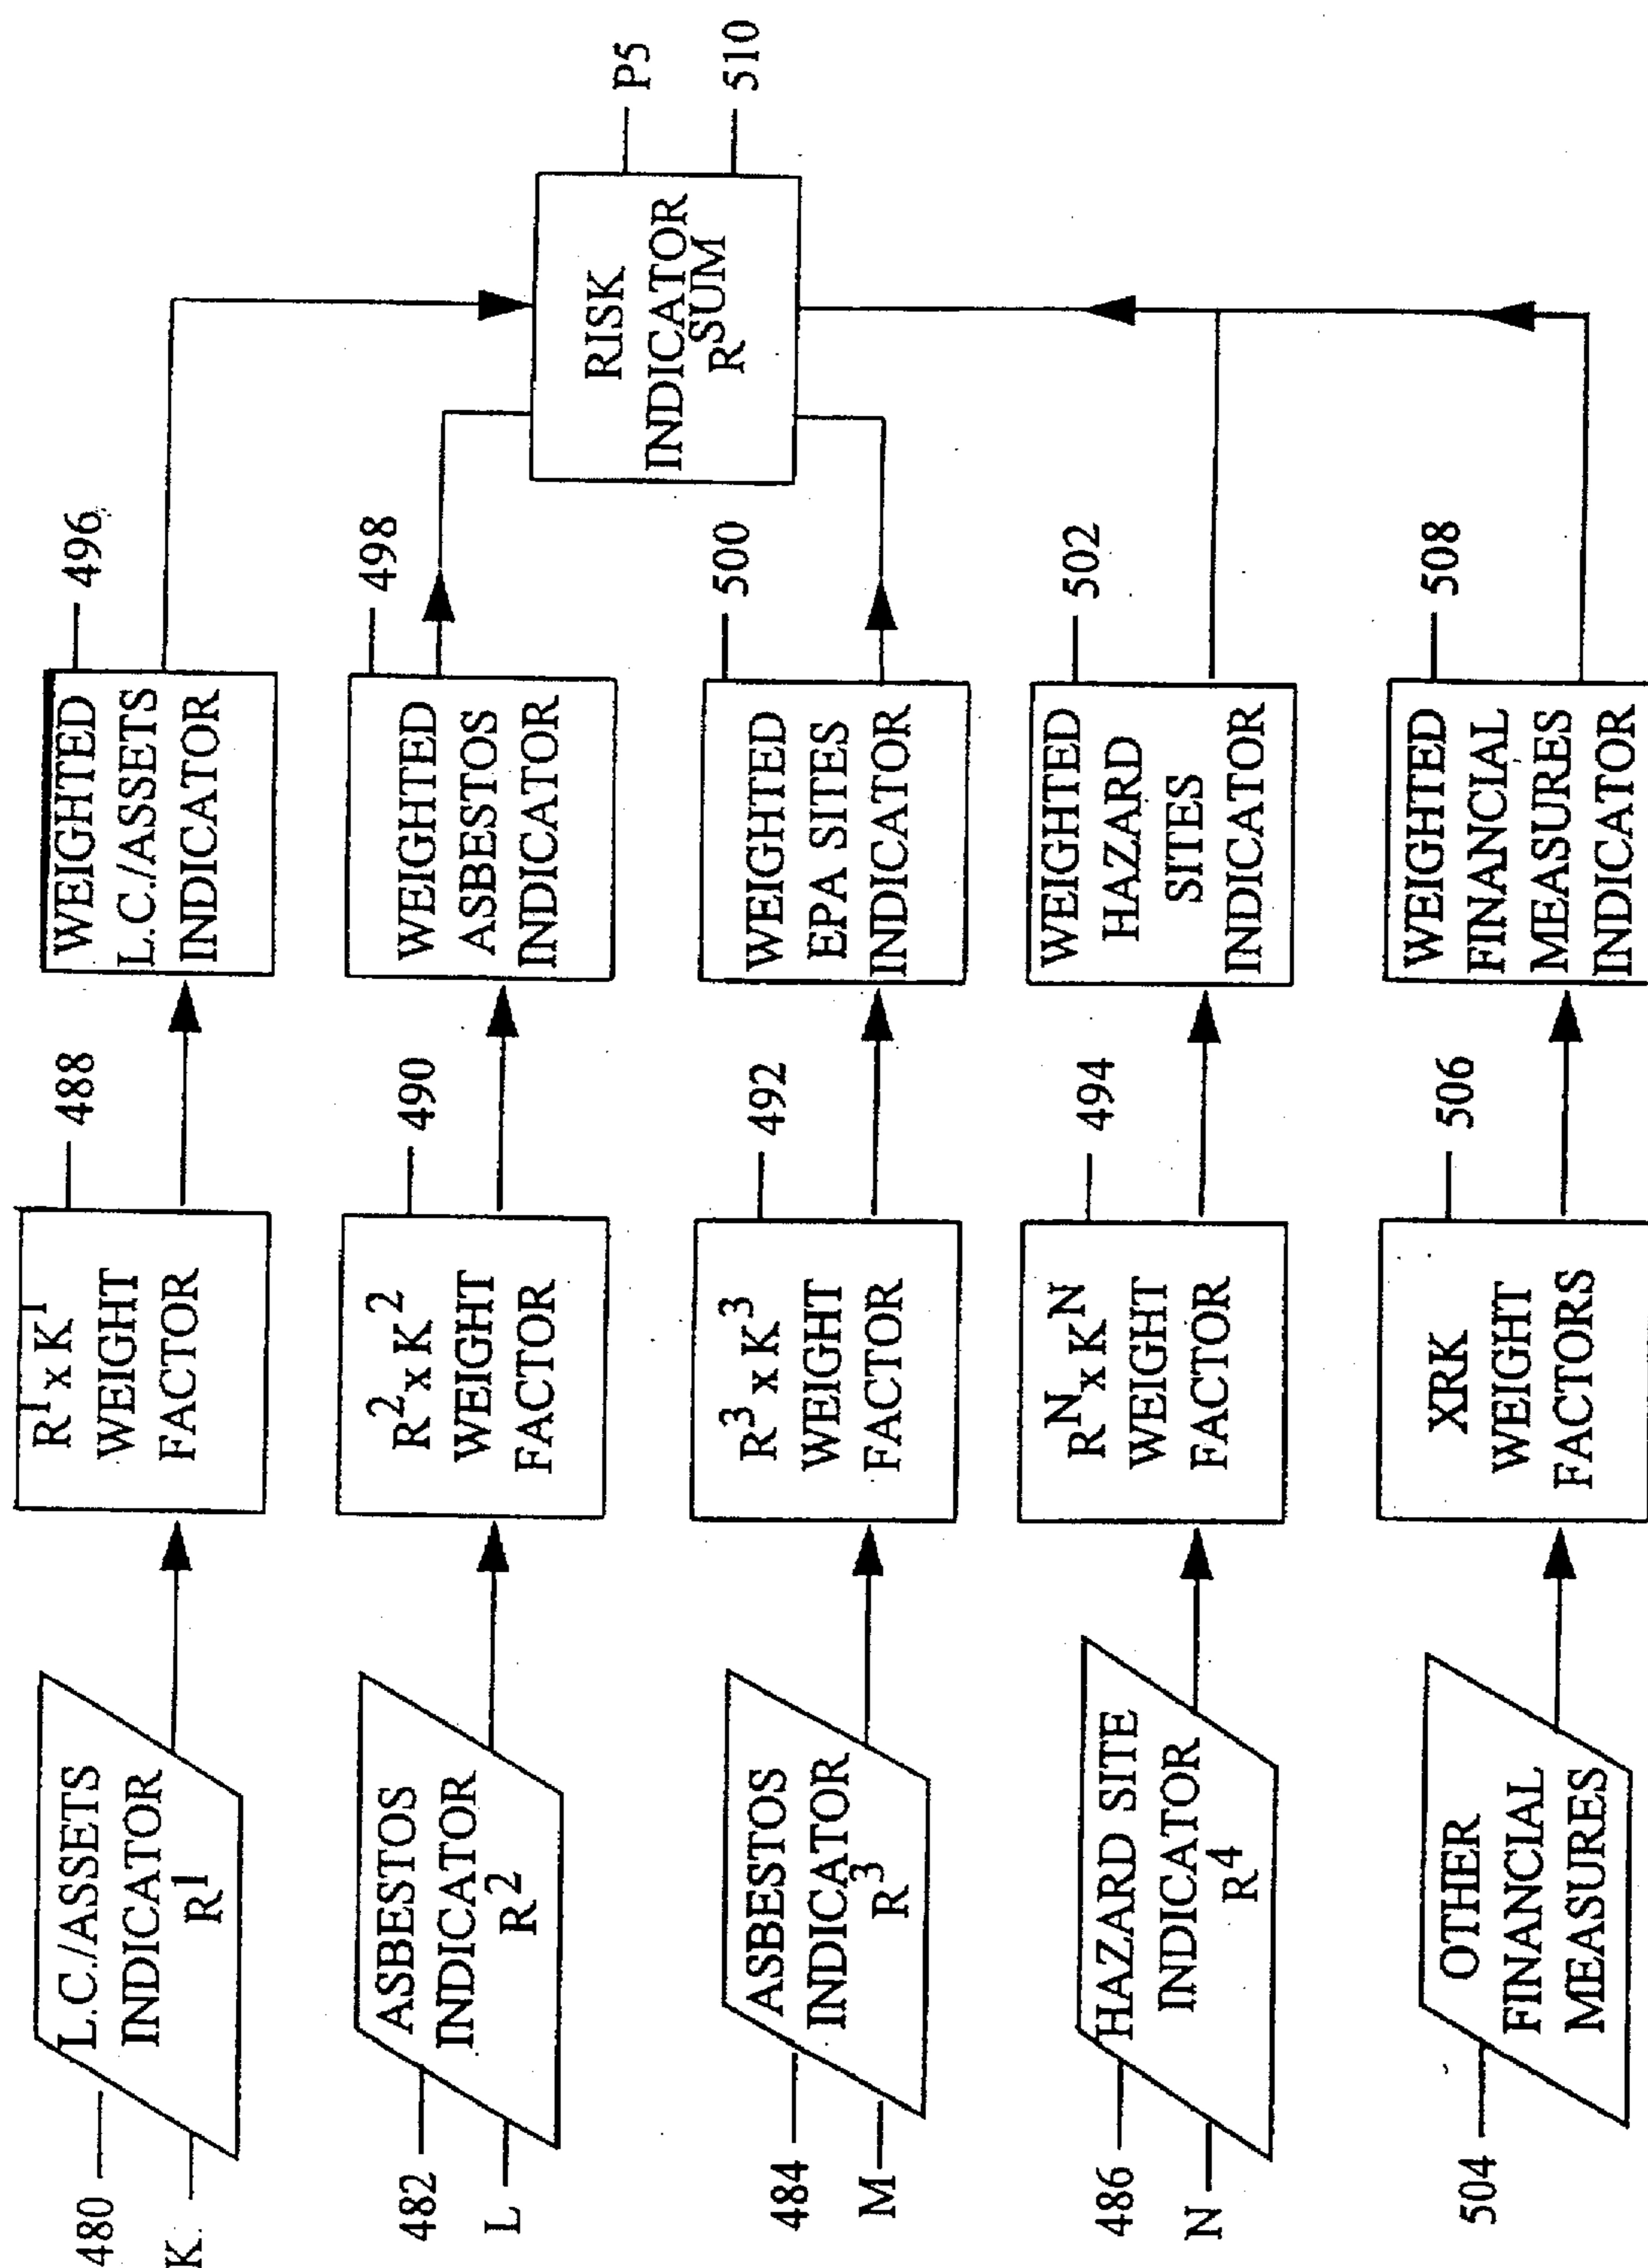 480
K.
L.C./ASSETS
INDICATOR
R¹
488
R¹ x K¹
WEIGHT
FACTOR
496
WEIGHTED
L.C./ASSETS
INDICATOR
482
L
ASBESTOS
INDICATOR
R²
490
R² x K²
WEIGHT
FACTOR
498
WEIGHTED
ASBESTOS
INDICATOR
484
M
ASBESTOS
INDICATOR
R³
492
R³ x K³
WEIGHT
FACTOR
500
WEIGHTED
EPA SITES
INDICATOR
486
N
HAZARD SITE
INDICATOR
R⁴
494
Rᴺ x Kᴺ
WEIGHT
FACTOR
502
WEIGHTED
HAZARD
SITES
INDICATOR
504
OTHER
FINANCIAL
MEASURES
506
XRK
WEIGHT
FACTORS
508
WEIGHTED
FINANCIAL
MEASURES
INDICATOR
RISK
INDICATOR
R SUM
P5
510